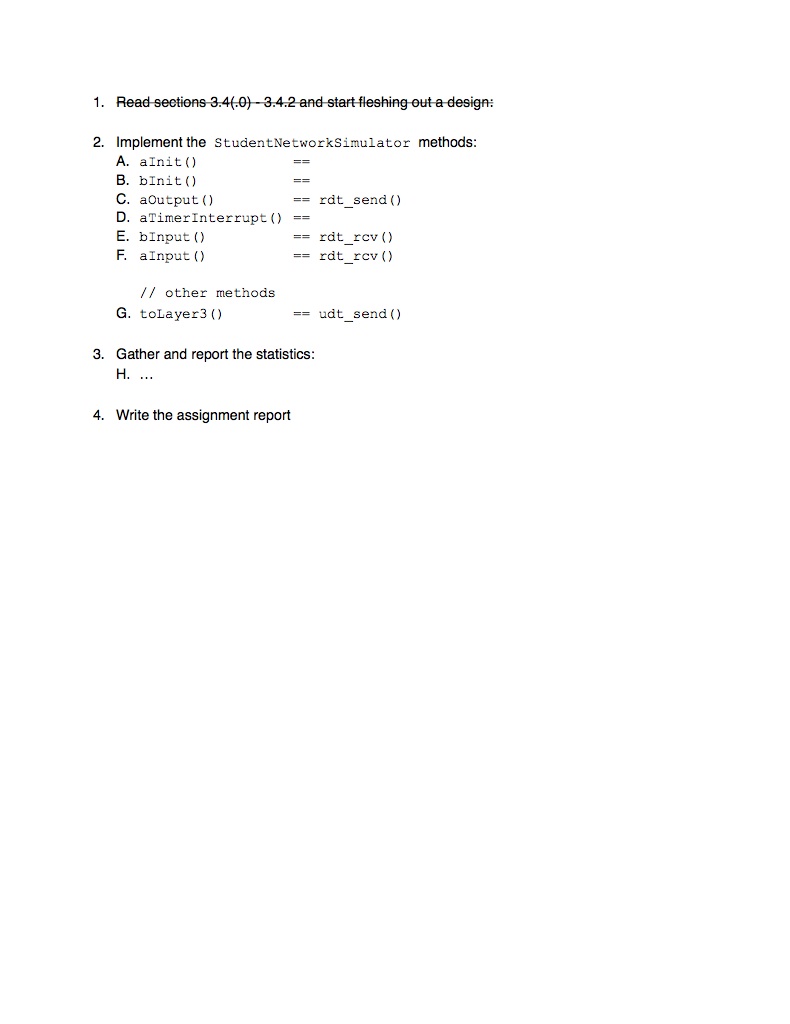 1. Read sections 3.4(.0) - 3.4.2 and start fleshing out a design:
2. Implement the StudentNetworkSimulator methods:
A. aInit() ==
B. bInit() ==
C. aOutput() == rdt_send()
D. aTimerInterrupt() ==
E. bInput() == rdt_rcv()
F. aInput() == rdt_rcv()
// other methods
G. toLayer3() == udt_send()
3. Gather and report the statistics:
H. ...
4. Write the assignment report